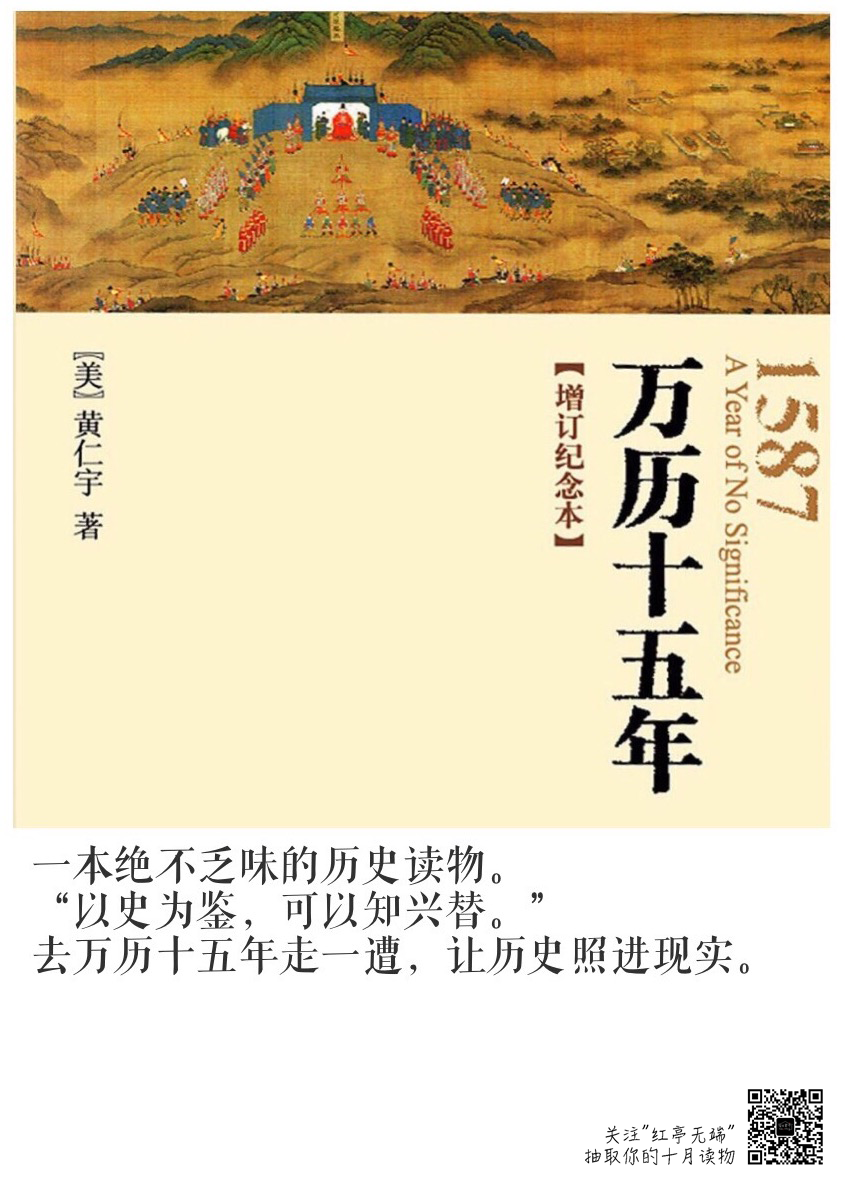 1587
A Year of No Significance
万历十五年
【增订纪念本】
【美】黄仁宇 著
一本绝不乏味的历史读物。
“以史为鉴，可以知兴替。”
去万历十五年走一遭，让历史照进现实。
关注"红亭无端"
抽取你的十月读物